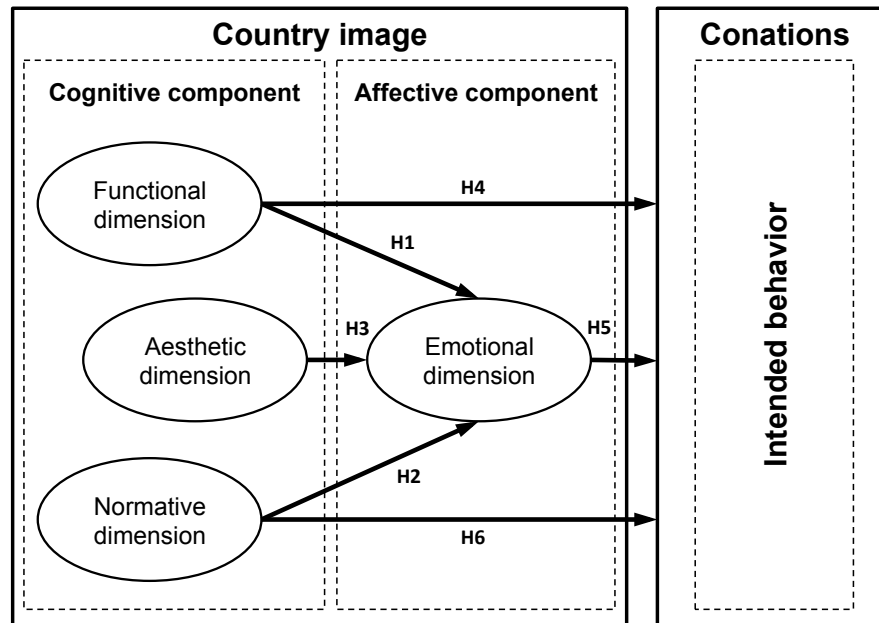 Country image
Conations
Cognitive component
Affective component
Functional
dimension
H4
H1
Aesthetic
dimension
H3
Emotional
dimension
H5
Intended behavior
Normative
dimension
H2
H6